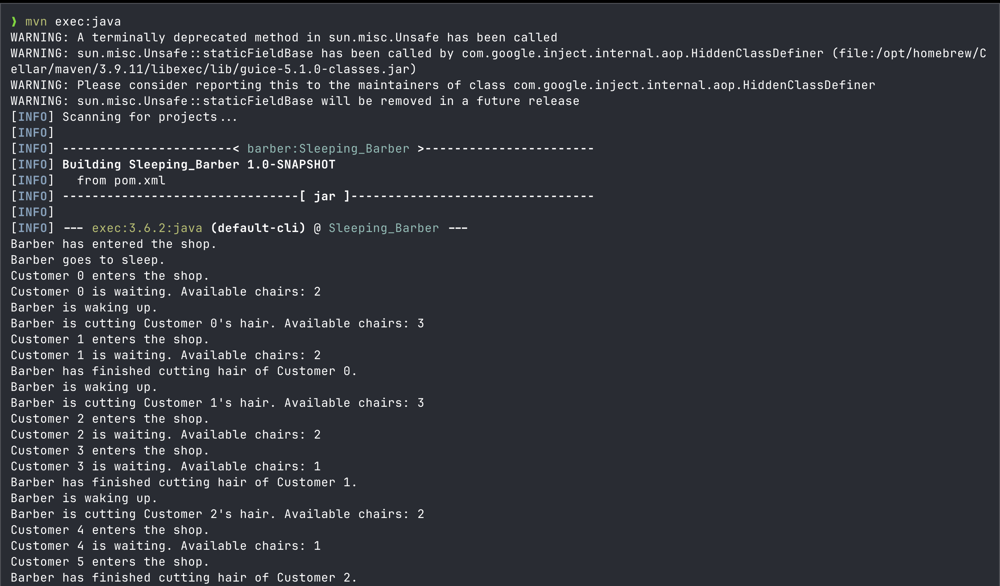 ❯ mvn exec:java
WARNING: A terminally deprecated method in sun.misc.Unsafe has been called
WARNING: sun.misc.Unsafe::staticFieldBase has been called by com.google.inject.internal.aop.HiddenClassDefiner (file:/opt/homebrew/C
ellar/maven/3.9.11/libexec/lib/guice-5.1.0-classes.jar)
WARNING: Please consider reporting this to the maintainers of class com.google.inject.internal.aop.HiddenClassDefiner
WARNING: sun.misc.Unsafe::staticFieldBase will be removed in a future release
[INFO] Scanning for projects...
[INFO]
[INFO] -----------------------< barber:Sleeping_Barber >-----------------------
[INFO] Building Sleeping_Barber 1.0-SNAPSHOT
[INFO]   from pom.xml
[INFO] --------------------------------[ jar ]---------------------------------
[INFO]
[INFO] --- exec:3.6.2:java (default-cli) @ Sleeping_Barber ---
Barber has entered the shop.
Barber goes to sleep.
Customer 0 enters the shop.
Customer 0 is waiting. Available chairs: 2
Barber is waking up.
Barber is cutting Customer 0's hair. Available chairs: 3
Customer 1 enters the shop.
Customer 1 is waiting. Available chairs: 2
Barber has finished cutting hair of Customer 0.
Barber is waking up.
Barber is cutting Customer 1's hair. Available chairs: 3
Customer 2 enters the shop.
Customer 2 is waiting. Available chairs: 2
Customer 3 enters the shop.
Customer 3 is waiting. Available chairs: 1
Barber has finished cutting hair of Customer 1.
Barber is waking up.
Barber is cutting Customer 2's hair. Available chairs: 2
Customer 4 enters the shop.
Customer 4 is waiting. Available chairs: 1
Customer 5 enters the shop.
Barber has finished cutting hair of Customer 2.